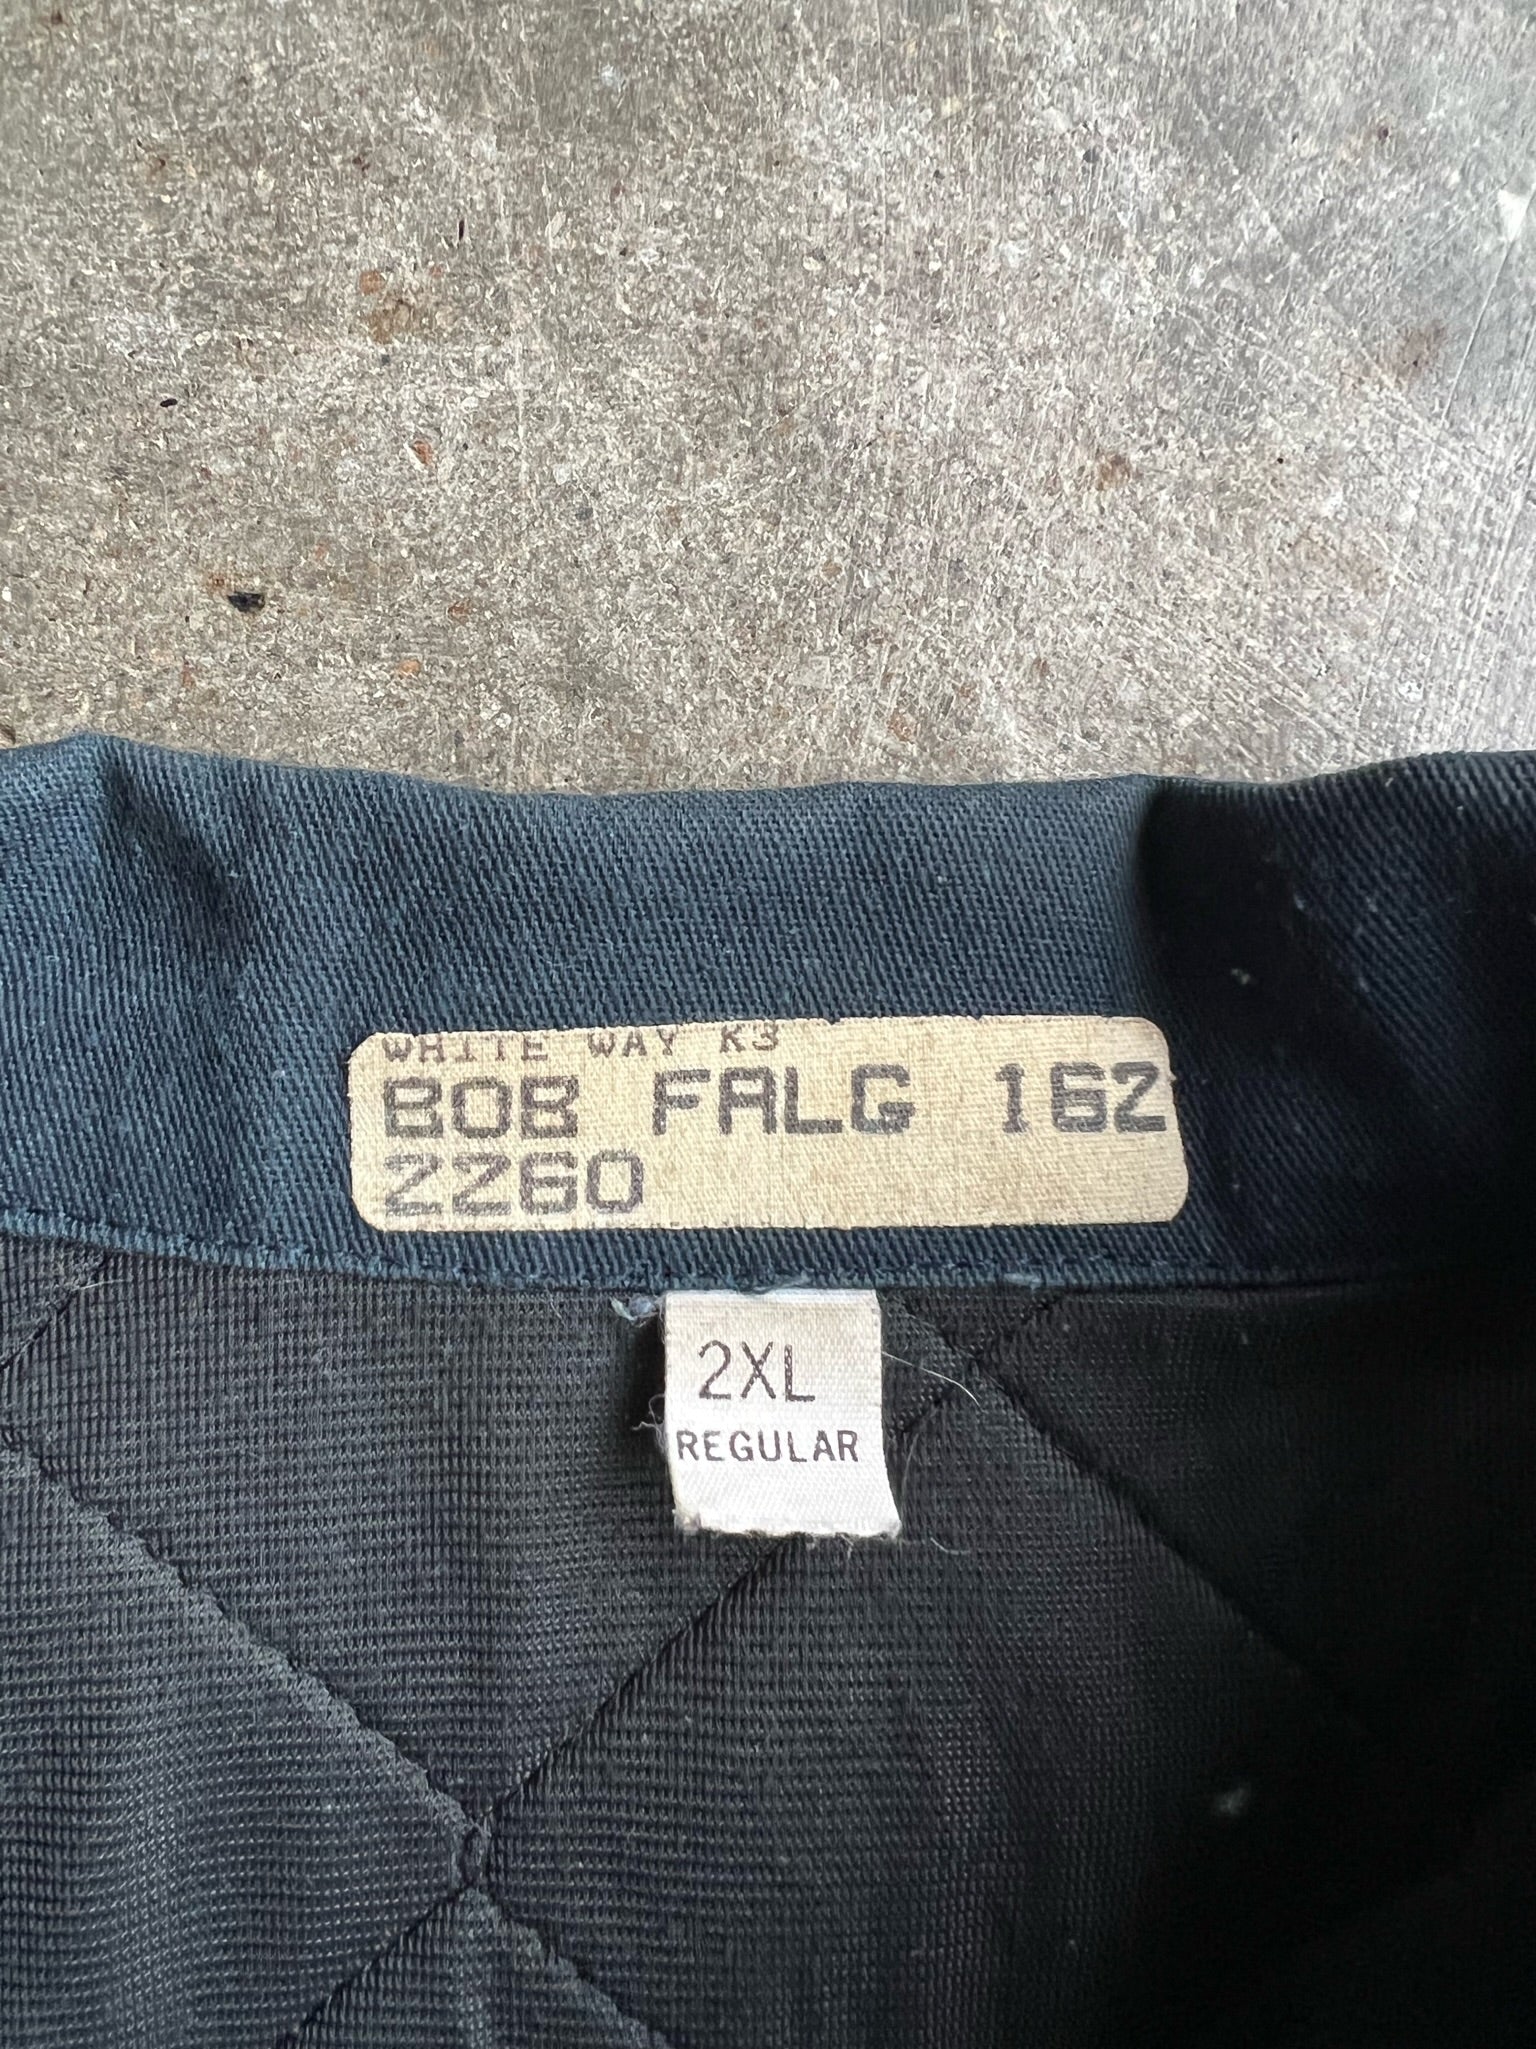 WHITE WAY K3
BOB FALG 162
2260
2XL
REGULAR